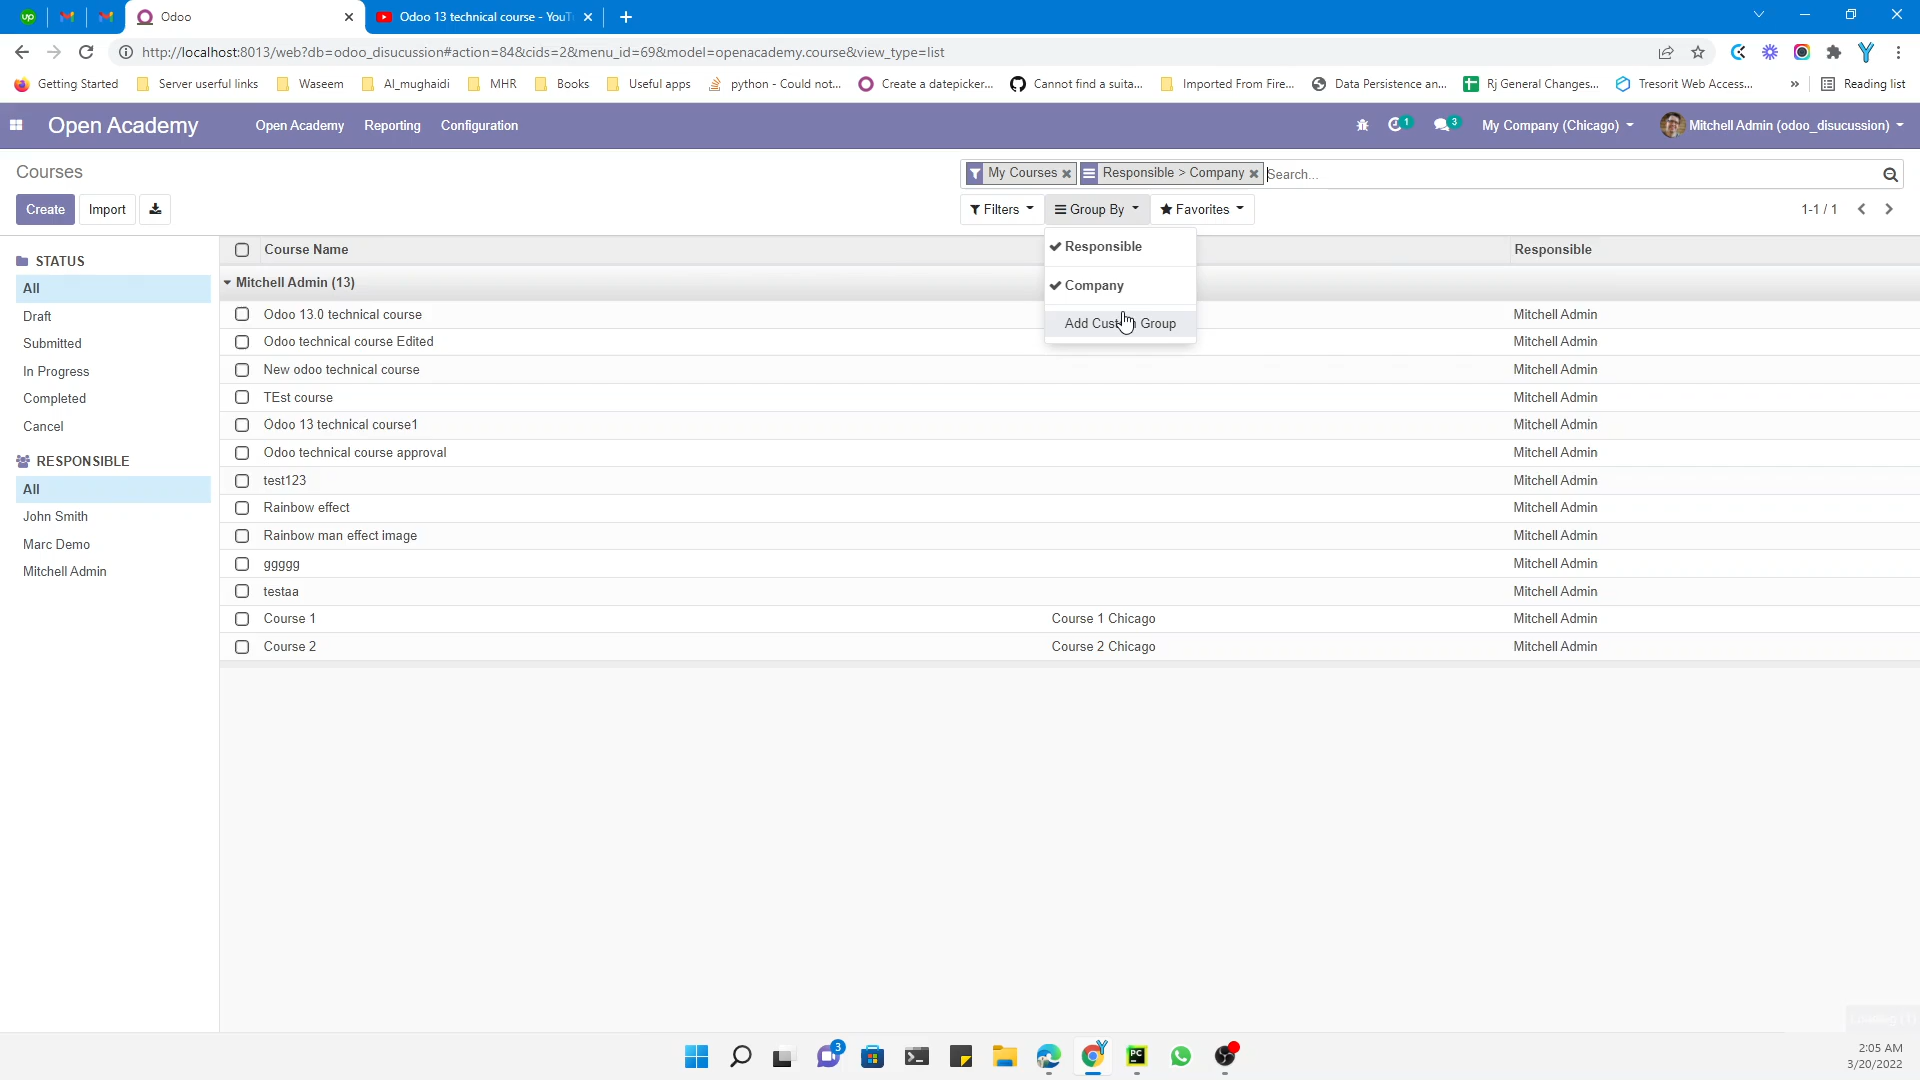 Odoo
Odoo 13 technical course - YouT
http://localhost:8013/web?db=odoo_disucussion#action=84&cids=2&menu_id=69&model=openacademy.course&view_type=list
Getting Started
Server userful links
Waseem
Al_mughaidi
MHR
Books
Useful apps
python - Could not...
Create a datepicker...
Cannot find a suita...
Imported From Fire...
Data Persistence an...
Rj General Changes...
Tresorit Web Access...
»
Reading list
Open Academy
Open Academy
Reporting
Configuration
1
3
My Company (Chicago)
Mitchell Admin (odoo_disucussion)
Courses
My Courses
Responsible > Company
Search...
Create
Import
Filters
Group By
Favorites
1-1 / 1
Responsible
Company
STATUS
All
Draft
Submitted
In Progress
Completed
Cancel
RESPONSIBLE
All
John Smith
Marc Demo
Mitchell Admin
Course Name
Responsible
Mitchell Admin (13)
Odoo 13.0 technical course
Mitchell Admin
Odoo technical course Edited
Mitchell Admin
New odoo technical course
Mitchell Admin
TEst course
Mitchell Admin
Odoo 13 technical course1
Mitchell Admin
Odoo technical course approval
Mitchell Admin
test123
Mitchell Admin
Rainbow effect
Mitchell Admin
Rainbow man effect image
Mitchell Admin
ggggg
Mitchell Admin
testaa
Mitchell Admin
Course 1
Course 1 Chicago
Mitchell Admin
Course 2
Course 2 Chicago
Mitchell Admin
Add Group
up
3
PC
2:05 AM
3/20/2022